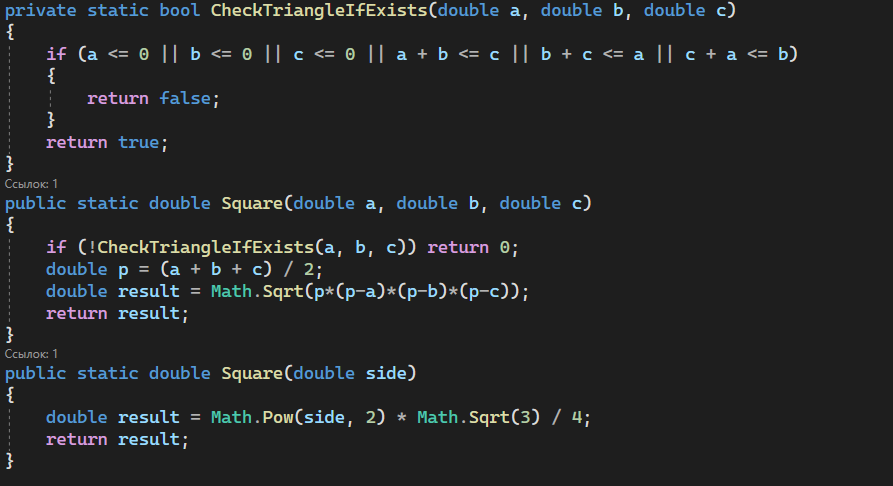 private static bool CheckTriangleIfExists(double a, double b, double c)
{
if (a <= 0 || b <= 0 || c <= 0 || a + b <= c || b + c <= a || c + a <= b)
{
return false;
}
return true;
}
Ссылок: 1
public static double Square(double a, double b, double c)
{
if (!CheckTriangleIfExists(a, b, c)) return 0;
double p = (a + b + c) / 2;
double result = Math.Sqrt(p*(p-a)*(p-b)*(p-c));
return result;
}
Ссылок: 1
public static double Square(double side)
{
double result = Math.Pow(side, 2) * Math.Sqrt(3) / 4;
return result;
}